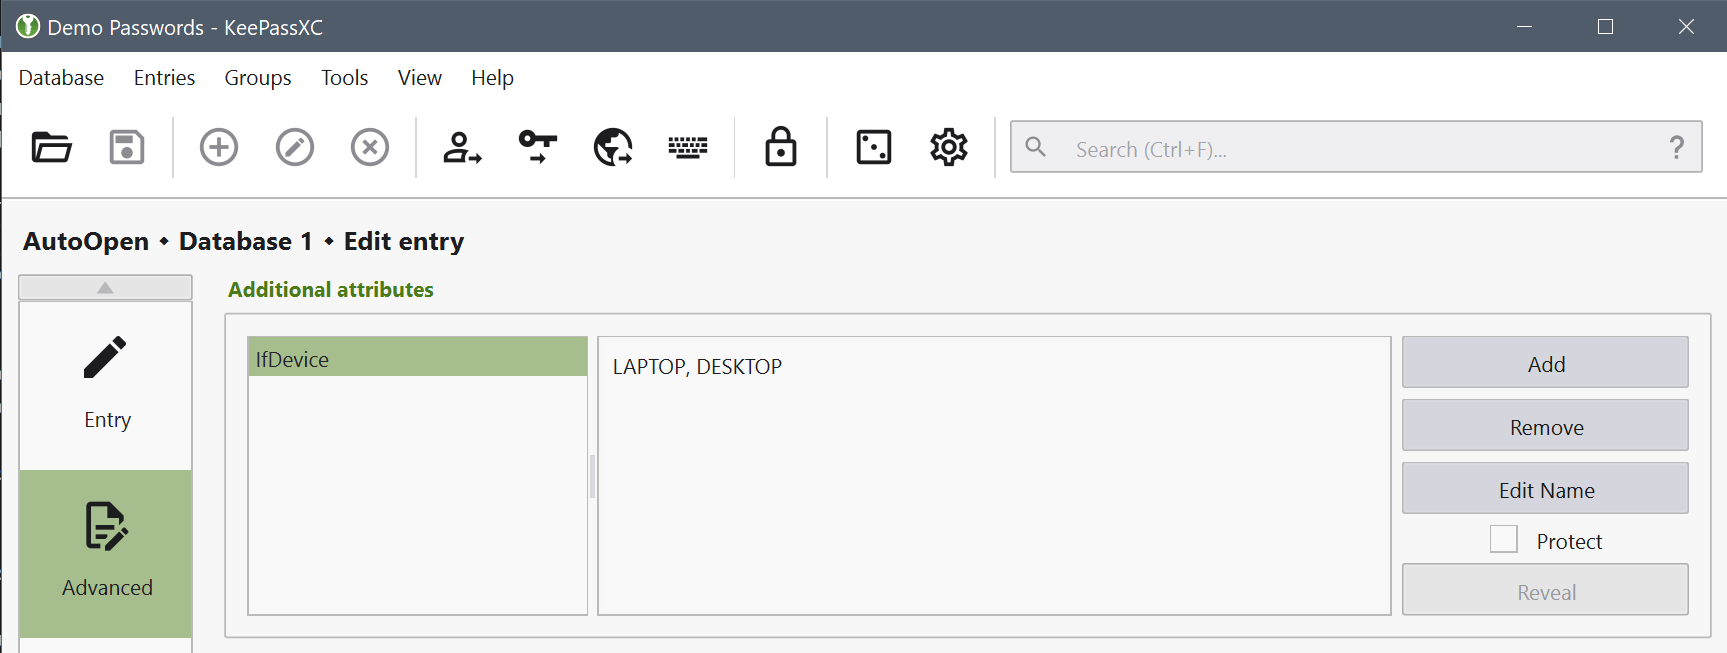 Demo Passwords - KeePassXC
Database Entries Groups Tools View Help
Search (Ctrl+F)... ?
AutoOpen • Database 1 • Edit entry
Additional attributes
Entry
Advanced
IfDevice
LAPTOP, DESKTOP
Add
Remove
Edit Name
Protect
Reveal